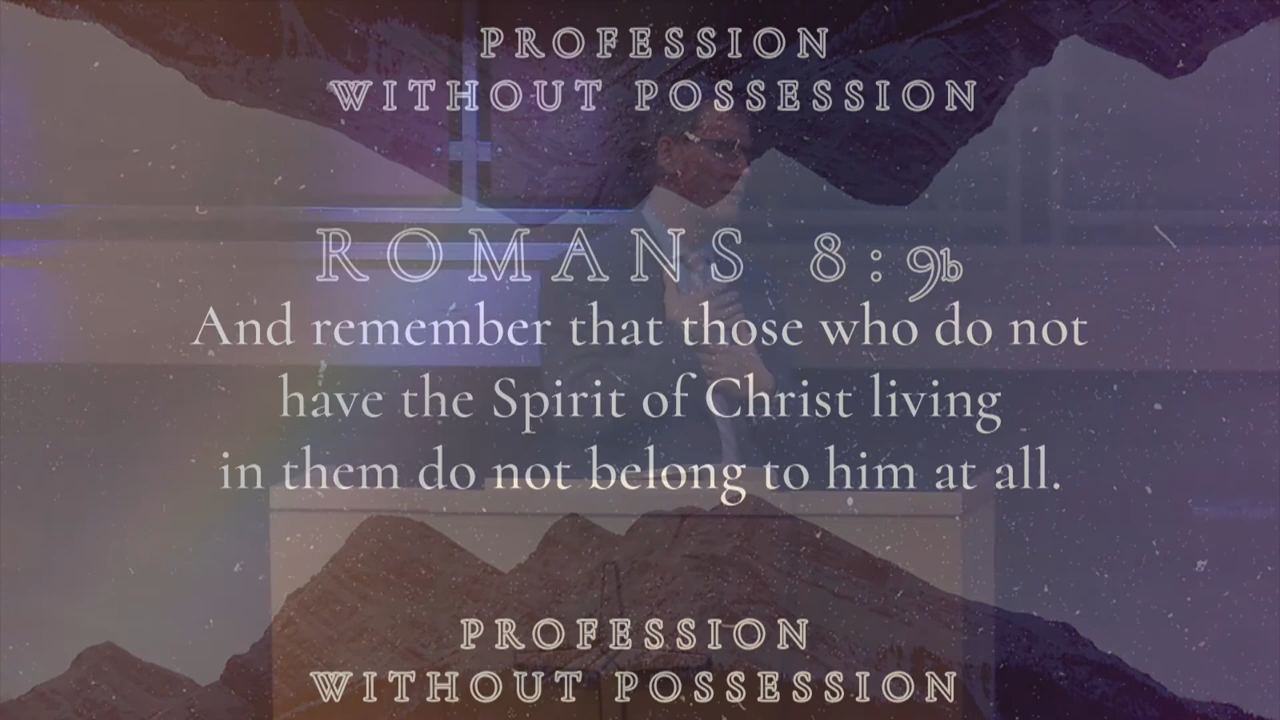 PROFESSION
WITHOUT POSSESSION
ROMANS 8:9b
And remember that those who do not
have the Spirit of Christ living
in them do not belong to him at all.
PROFESSION
WITHOUT POSSESSION